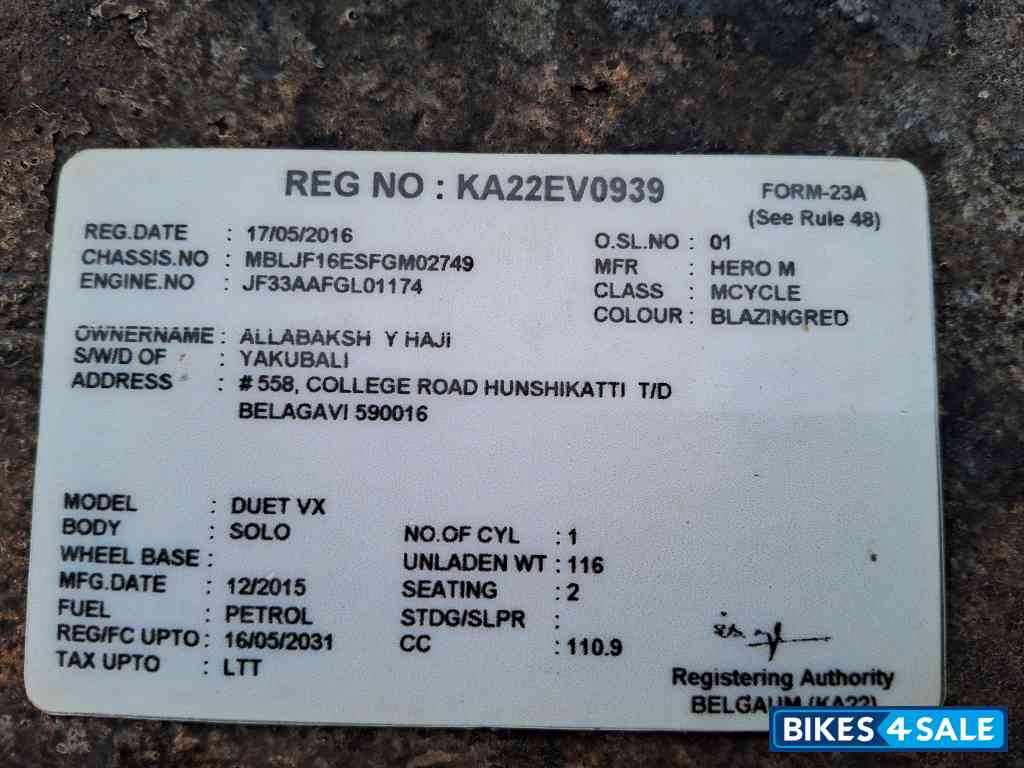 REG NO : KA22EV0939
FORM-23A
(See Rule 48)
REG.DATE : 17/05/2016
O.SL.NO : 01
CHASSIS.NO : MBLJF16ESFGM02749
MFR : HERO M
ENGINE.NO : JF33AAFGL01174
CLASS : MCYCLE
COLOUR : BLAZINGRED
OWNERNAME : ALLABAKSH Y HAJI
S/W/D OF : YAKUBALI
ADDRESS : # 558, COLLEGE ROAD HUNSHIKATTI T/D
BELAGAVI 590016
MODEL : DUET VX
BODY : SOLO
NO.OF CYL : 1
WHEEL BASE :
UNLADEN WT : 116
MFG.DATE : 12/2015
SEATING : 2
FUEL : PETROL
STDG/SLPR :
REG/FC UPTO : 16/05/2031
CC : 110.9
TAX UPTO : LTT
Registering Authority
BELGAUM (KA22)
BIKES4SALE